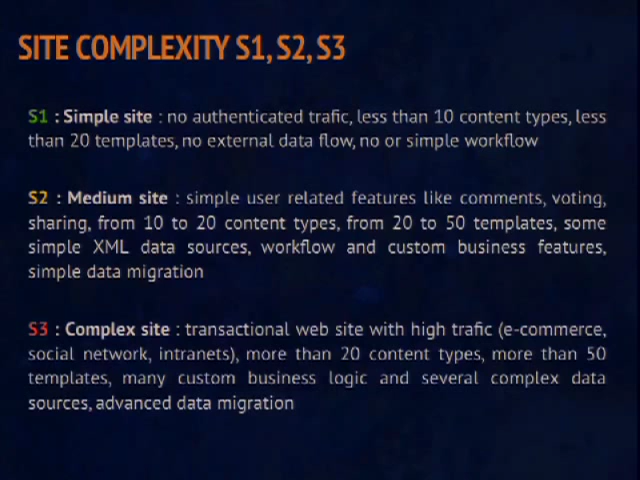 SITE COMPLEXITY S1, S2, S3
S1 : Simple site : no authenticated trafic, less than 10 content types, less
than 20 templates, no external data flow, no or simple workflow
S2 : Medium site : simple user related features like comments, voting,
sharing, from 10 to 20 content types, from 20 to 50 templates, some
simple XML data sources, workflow and custom business features,
simple data migration
S3 : Complex site : transactional web site with high trafic (e-commerce,
social network, intranets), more than 20 content types, more than 50
templates, many custom business logic and several complex data
sources, advanced data migration